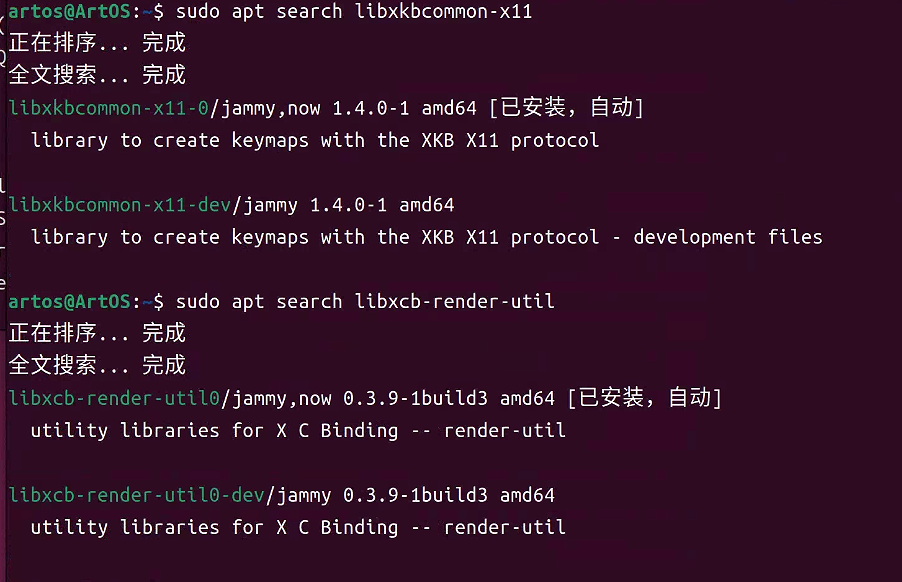 artos@ArtOS:~$ sudo apt search libxkbcommon-x11
正在排序... 完成
全文搜索... 完成
libxkbcommon-x11-0/jammy,now 1.4.0-1 amd64 [已安装，自动]
  library to create keymaps with the XKB X11 protocol

libxkbcommon-x11-dev/jammy 1.4.0-1 amd64
  library to create keymaps with the XKB X11 protocol - development files

artos@ArtOS:~$ sudo apt search libxcb-render-util
正在排序... 完成
全文搜索... 完成
libxcb-render-util0/jammy,now 0.3.9-1build3 amd64 [已安装，自动]
  utility libraries for X C Binding -- render-util

libxcb-render-util0-dev/jammy 0.3.9-1build3 amd64
  utility libraries for X C Binding -- render-util